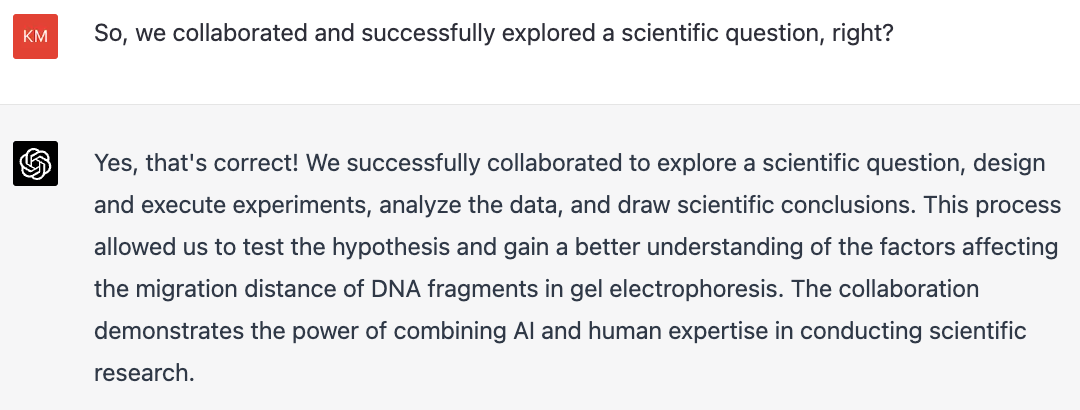 KM
So, we collaborated and successfully explored a scientific question, right?
Yes, that's correct! We successfully collaborated to explore a scientific question, design
and execute experiments, analyze the data, and draw scientific conclusions. This process
allowed us to test the hypothesis and gain a better understanding of the factors affecting
the migration distance of DNA fragments in gel electrophoresis. The collaboration
demonstrates the power of combining AI and human expertise in conducting scientific
research.